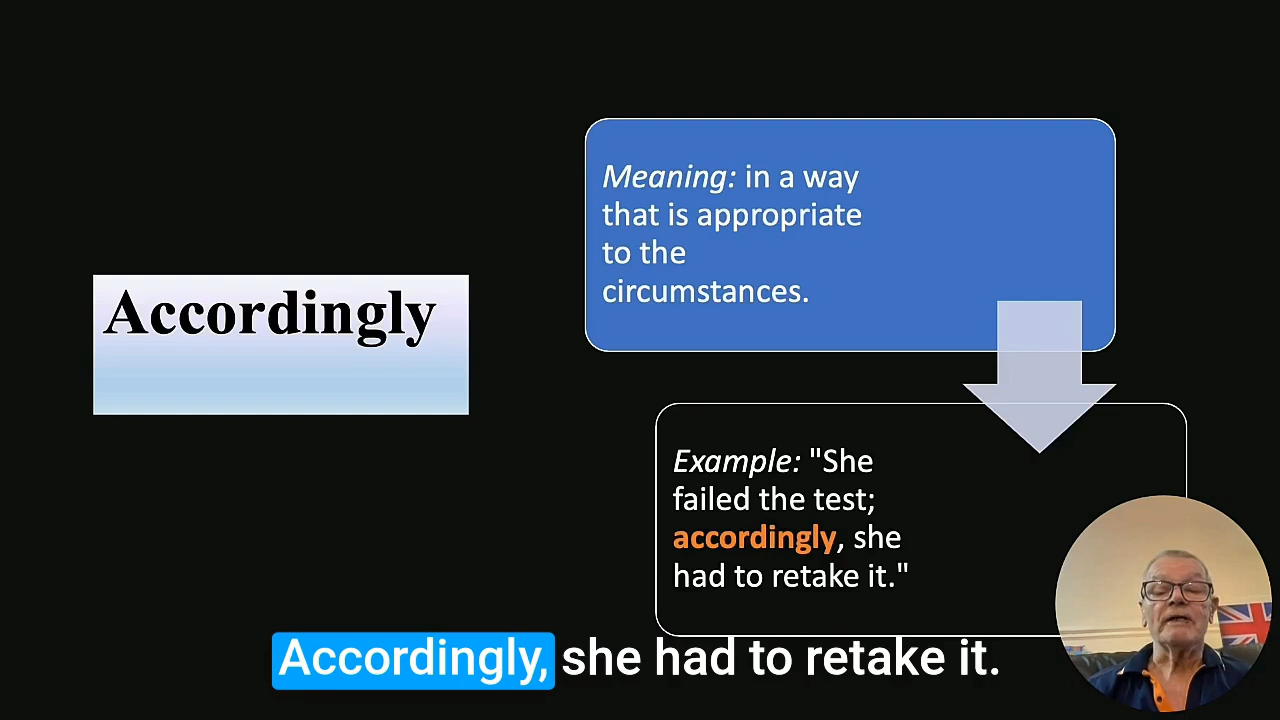 Accordingly
Meaning: in a way
that is appropriate
to the
circumstances.
Example: "She
failed the test;
accordingly, she
had to retake it."
Accordingly, she had to retake it.